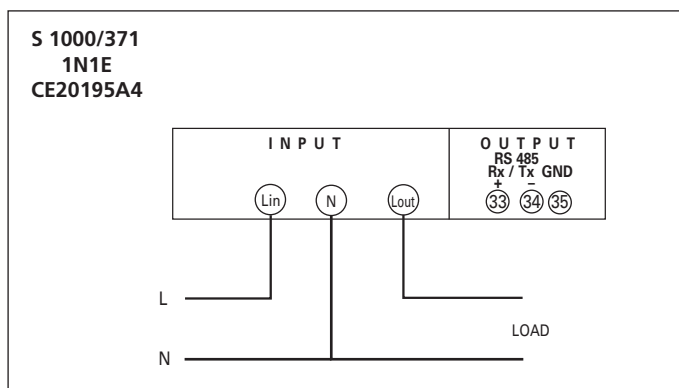 S 1000/371
1N1E
CE20195A4
INPUT
OUTPUT
RS 485
Rx / Tx GND
+ −
Lin N Lout 33 34 35
L
LOAD
N